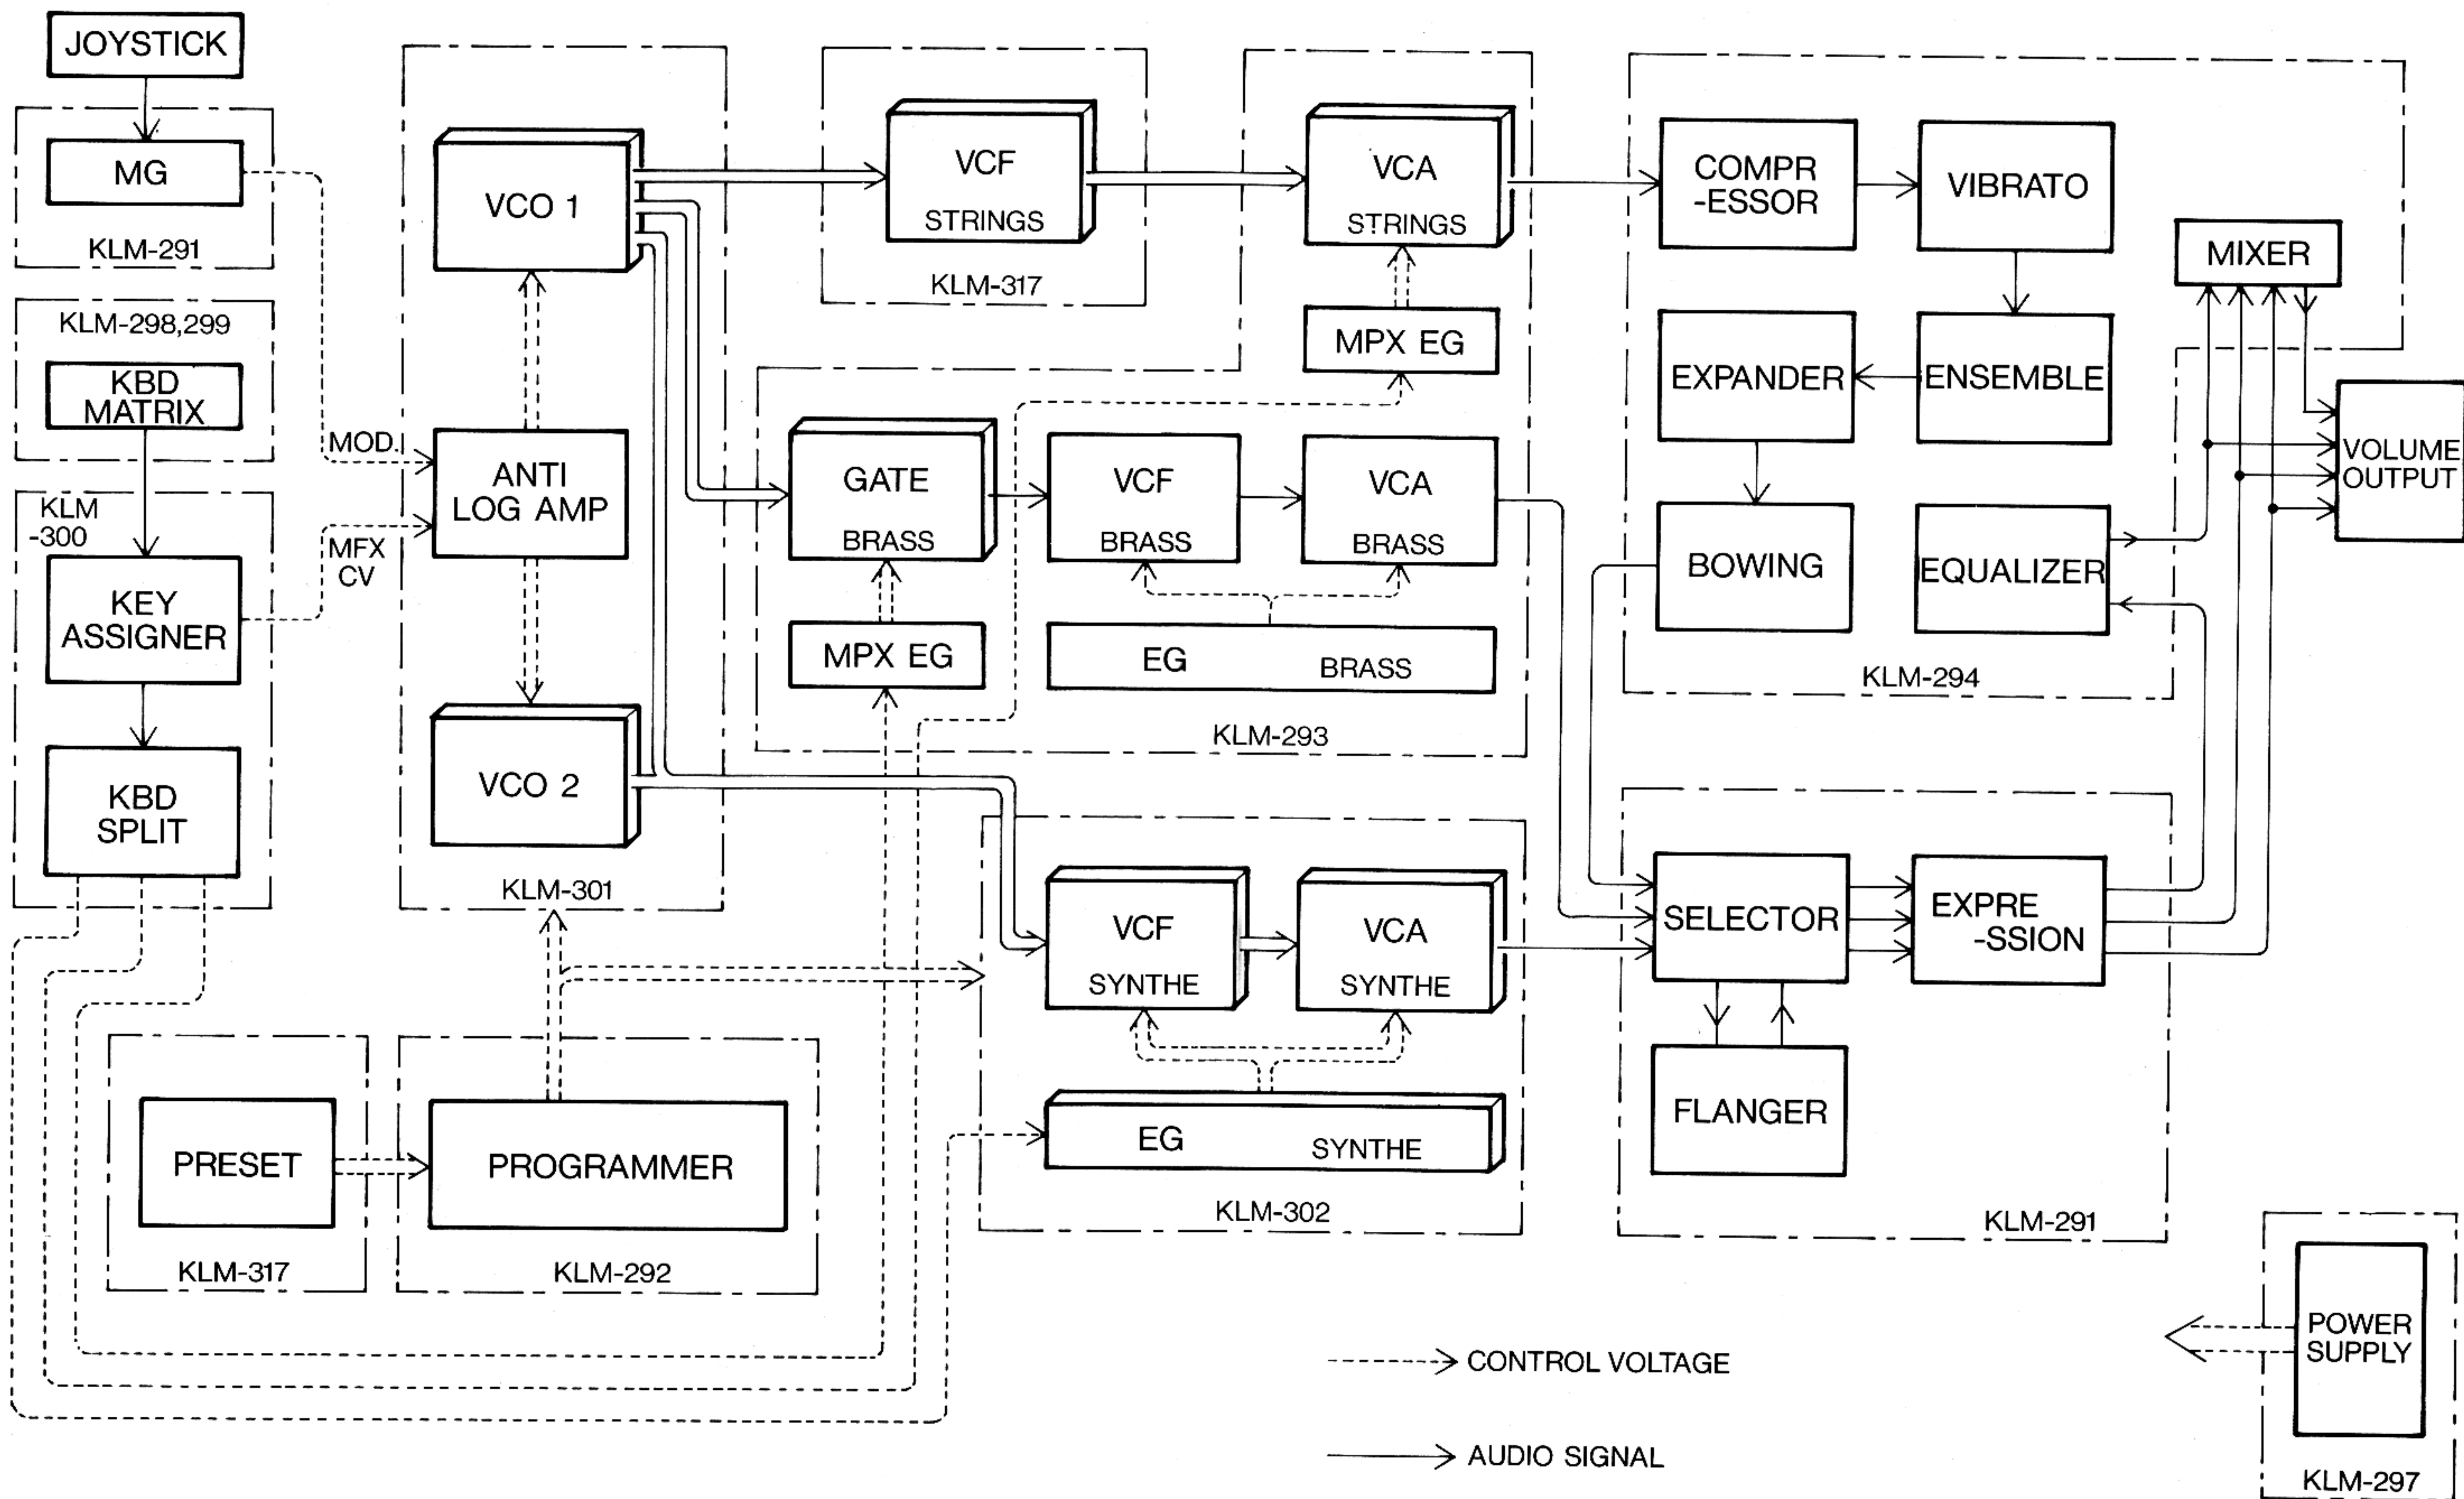 JOYSTICK
MG
KLM-291
KLM-298,299
KBD
MATRIX
KLM
-300
KEY
ASSIGNER
KBD
SPLIT
MOD.
MFX
CV
VCO 1
ANTI
LOG AMP
VCO 2
KLM-301
VCF
STRINGS
KLM-317
VCA
STRINGS
MPX EG
GATE
BRASS
VCF
BRASS
VCA
BRASS
MPX EG
EG BRASS
KLM-293
COMPR
-ESSOR
VIBRATO
MIXER
EXPANDER
ENSEMBLE
VOLUME
OUTPUT
BOWING
EQUALIZER
KLM-294
VCF
SYNTHE
VCA
SYNTHE
EG SYNTHE
KLM-302
SELECTOR
EXPRE
-SSION
FLANGER
KLM-291
PRESET
KLM-317
PROGRAMMER
KLM-292
CONTROL VOLTAGE
AUDIO SIGNAL
POWER
SUPPLY
KLM-297